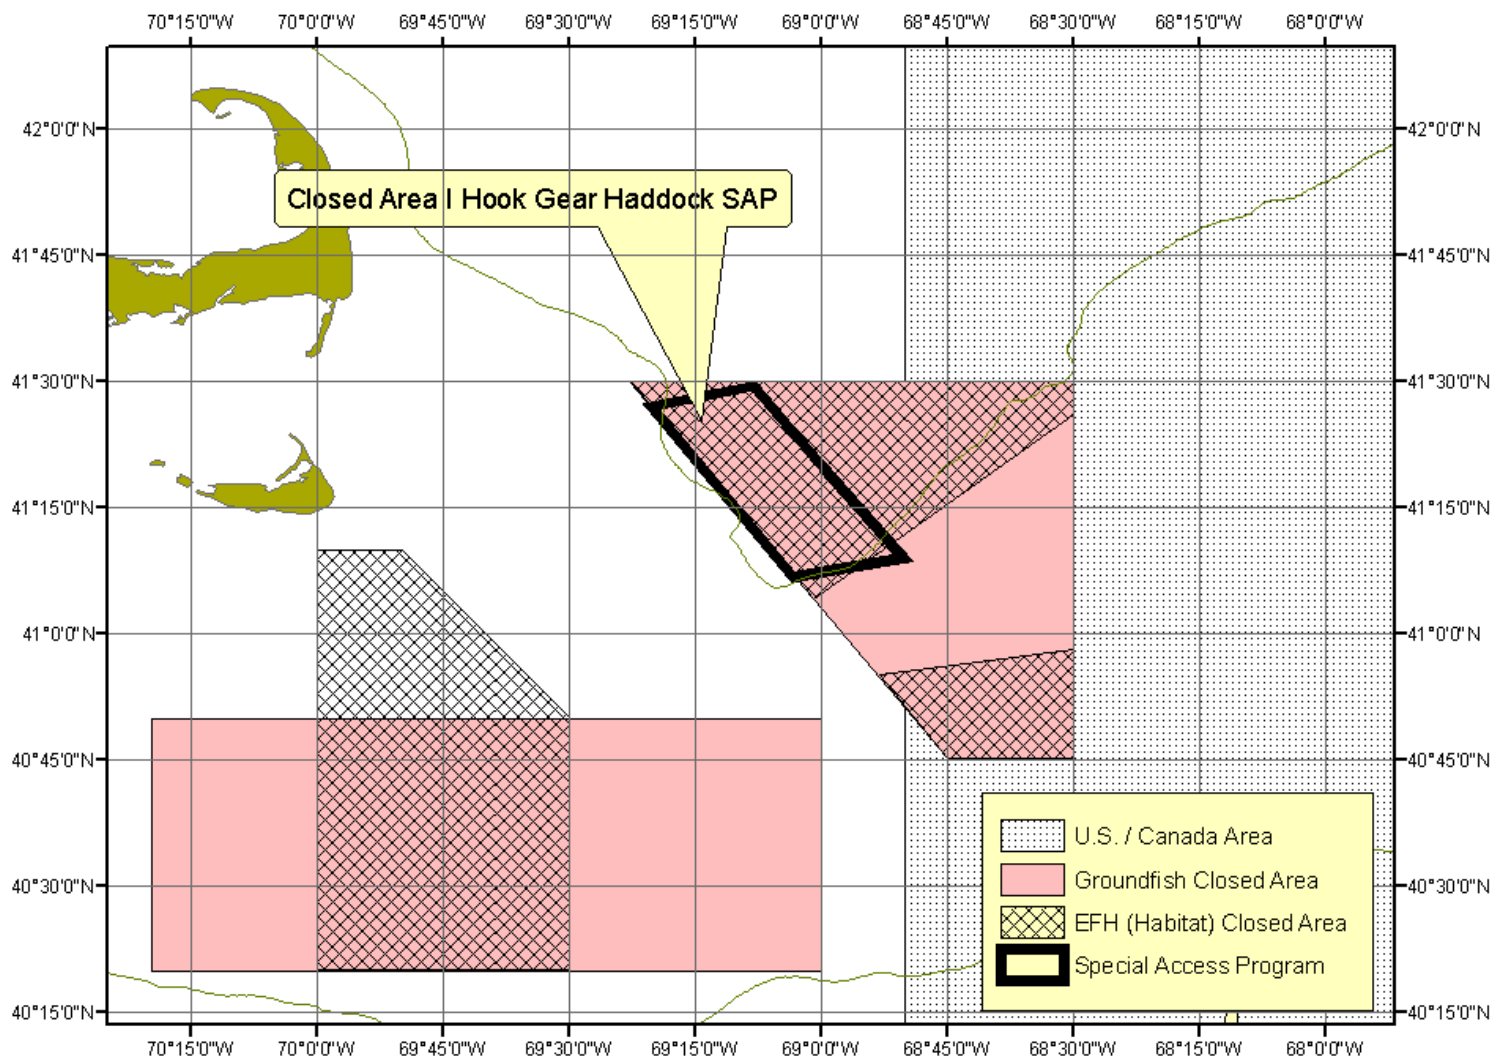 70°15'0"W 70°0'0"W 69°45'0"W 69°30'0"W 69°15'0"W 69°0'0"W 68°45'0"W 68°30'0"W 68°15'0"W 68°0'0"W
42°0'0"N 42°0'0"N
Closed Area I Hook Gear Haddock SAP
41°45'0"N 41°45'0"N
41°30'0"N 41°30'0"N
41°15'0"N 41°15'0"N
41°0'0"N 41°0'0"N
40°45'0"N 40°45'0"N
U.S. / Canada Area
Groundfish Closed Area
40°30'0"N 40°30'0"N
EFH (Habitat) Closed Area
Special Access Program
40°15'0"N 40°15'0"N
70°15'0"W 70°0'0"W 69°45'0"W 69°30'0"W 69°15'0"W 69°0'0"W 68°45'0"W 68°30'0"W 68°15'0"W 68°0'0"W